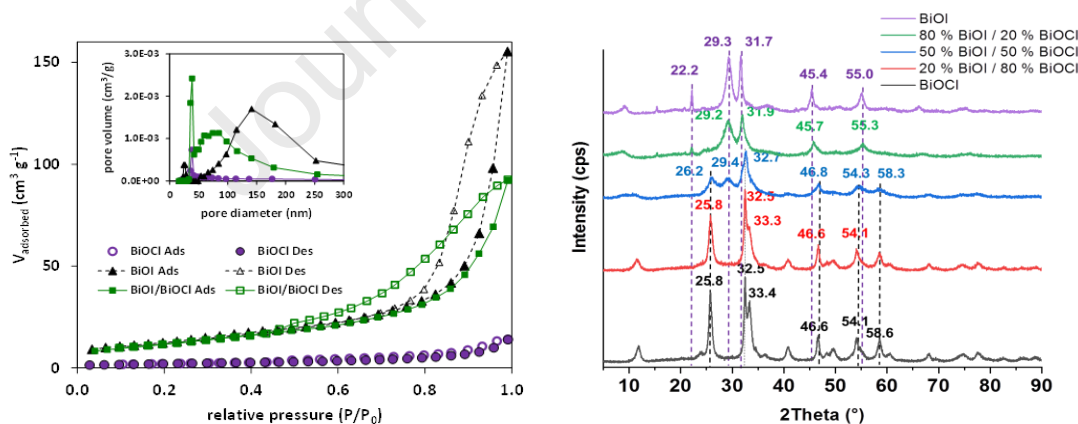 journ
150
100
50
0
V adsorbed (cm³ g⁻¹)
0.0 0.2 0.4 0.6 0.8 1.0
relative pressure (P/P₀)
3.0E-03
2.0E-03
1.0E-03
0.0E+00
pore volume (cm³/g)
0 50 100 150 200 250 300
pore diameter (nm)
BiOCl Ads BiOCl Des
BiOI Ads BiOI Des
BiOI/BiOCl Ads BiOI/BiOCl Des
BiOI
80 % BiOI / 20 % BiOCl
50 % BiOI / 50 % BiOCl
20 % BiOI / 80 % BiOCl
BiOCl
Intensity (cps)
22.2 29.3 31.7 45.4 55.0
29.2 31.9 45.7 55.3
26.2 29.4 32.7 46.8 54.3 58.3
25.8 32.5 33.3 46.6 54.1
25.8 32.5 33.4 46.6 54.1 58.6
10 20 30 40 50 60 70 80 90
2Theta (°)